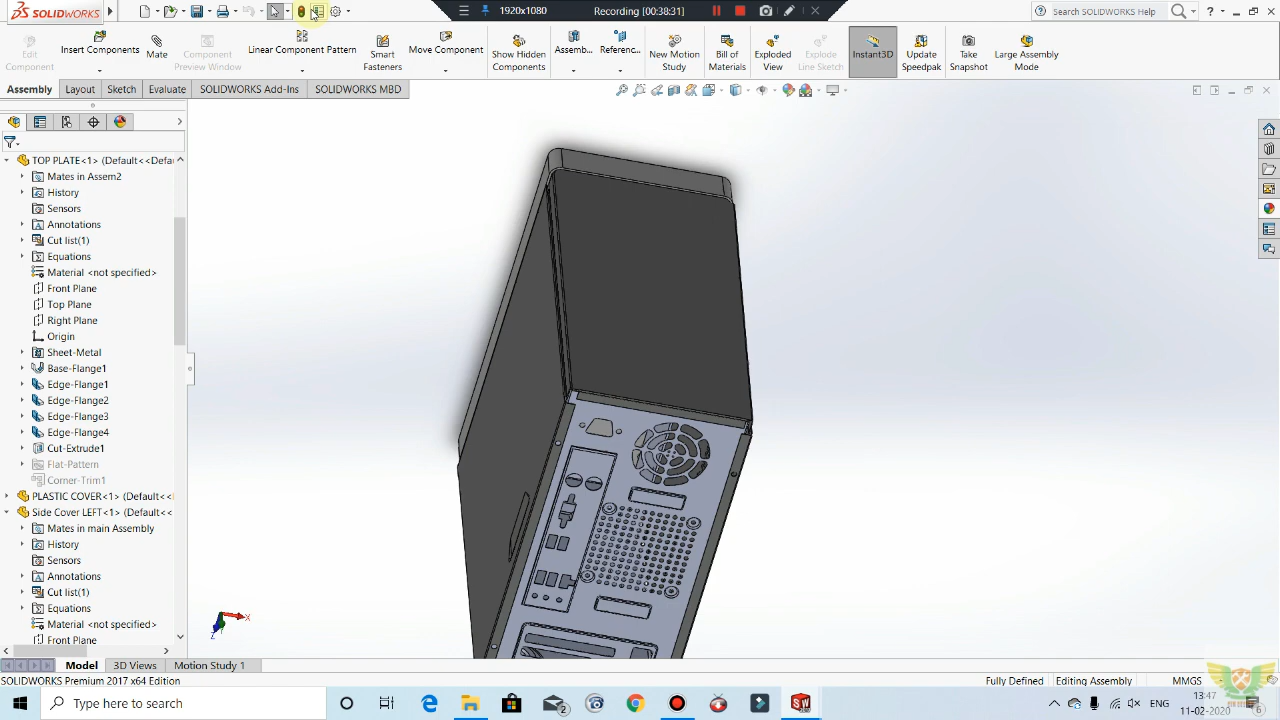 SOLIDWORKS
1920x1080
Recording [00:38:31]
Search SOLIDWORKS Help
Edit Component
Insert Components
Mate
Component Preview Window
Linear Component Pattern
Smart Fasteners
Move Component
Show Hidden Components
Assemb...
Referenc...
New Motion Study
Bill of Materials
Exploded View
Explode Line Sketch
Instant3D
Update Speedpak
Take Snapshot
Large Assembly Mode
Assembly Layout Sketch Evaluate SOLIDWORKS Add-Ins SOLIDWORKS MBD
TOP PLATE<1> (Default<<Defau
Mates in Assem2
History
Sensors
Annotations
Cut list(1)
Equations
Material <not specified>
Front Plane
Top Plane
Right Plane
Origin
Sheet-Metal
Base-Flange1
Edge-Flange1
Edge-Flange2
Edge-Flange3
Edge-Flange4
Cut-Extrude1
Flat-Pattern
Corner-Trim1
PLASTIC COVER<1> (Default<<
Side Cover LEFT<1> (Default<<
Mates in main Assembly
History
Sensors
Annotations
Cut list(1)
Equations
Material <not specified>
Front Plane
X
Z
Model 3D Views Motion Study 1
SOLIDWORKS Premium 2017 x64 Edition
Fully Defined Editing Assembly MMGS
Type here to search
2
ENG
13:47
11-02-2020
6